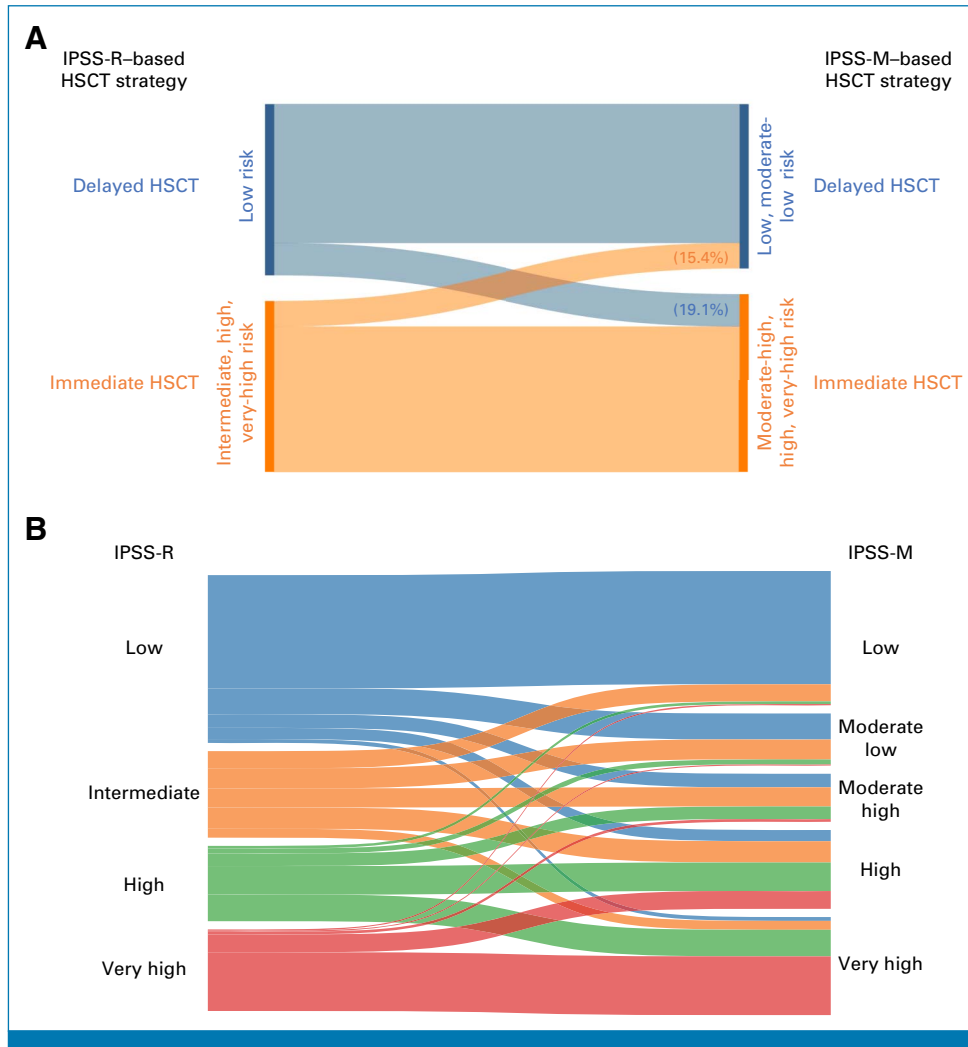 A
IPSS-R–based
HSCT strategy
IPSS-M–based
HSCT strategy
Delayed HSCT
Low risk
Low, moderate-
low risk
Delayed HSCT
(15.4%)
(19.1%)
Immediate HSCT
Intermediate, high,
very-high risk
Moderate-high,
high, very-high risk
Immediate HSCT
B
IPSS-R
IPSS-M
Low
Intermediate
High
Very high
Low
Moderate
low
Moderate
high
High
Very high